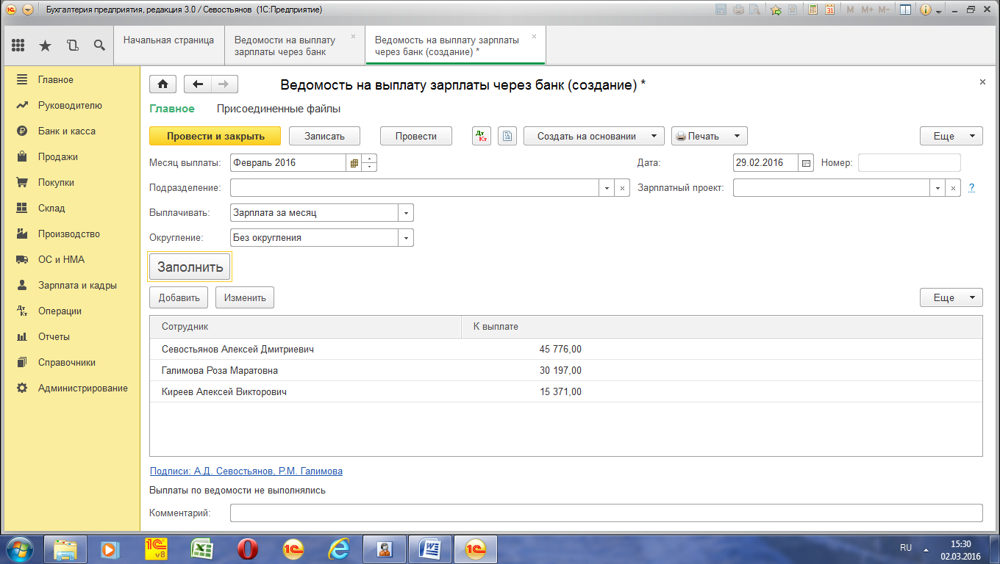 Бухгалтерия предприятия, редакция 3.0 / Севостьянов (1С:Предприятие)
M M+ M-
Начальная страница
Ведомости на выплату зарплаты через банк
Ведомость на выплату зарплаты через банк (создание) *
Главное
Руководителю
Банк и касса
Продажи
Покупки
Склад
Производство
ОС и НМА
Зарплата и кадры
Операции
Отчеты
Справочники
Администрирование
Ведомость на выплату зарплаты через банк (создание) *
Главное Присоединенные файлы
Провести и закрыть Записать Провести Дт Кт Создать на основании Печать Еще
Месяц выплаты: Февраль 2016 Дата: 29.02.2016 Номер:
Подразделение: Зарплатный проект: ?
Выплачивать: Зарплата за месяц
Округление: Без округления
Заполнить
Добавить Изменить Еще
Сотрудник К выплате
Севостьянов Алексей Дмитриевич 45 776,00
Галимова Роза Маратовна 30 197,00
Киреев Алексей Викторович 15 371,00
Подписи: А.Д. Севостьянов, Р.М. Галимова
Выплаты по ведомости не выполнялись
Комментарий:
RU 15:30
02.03.2016